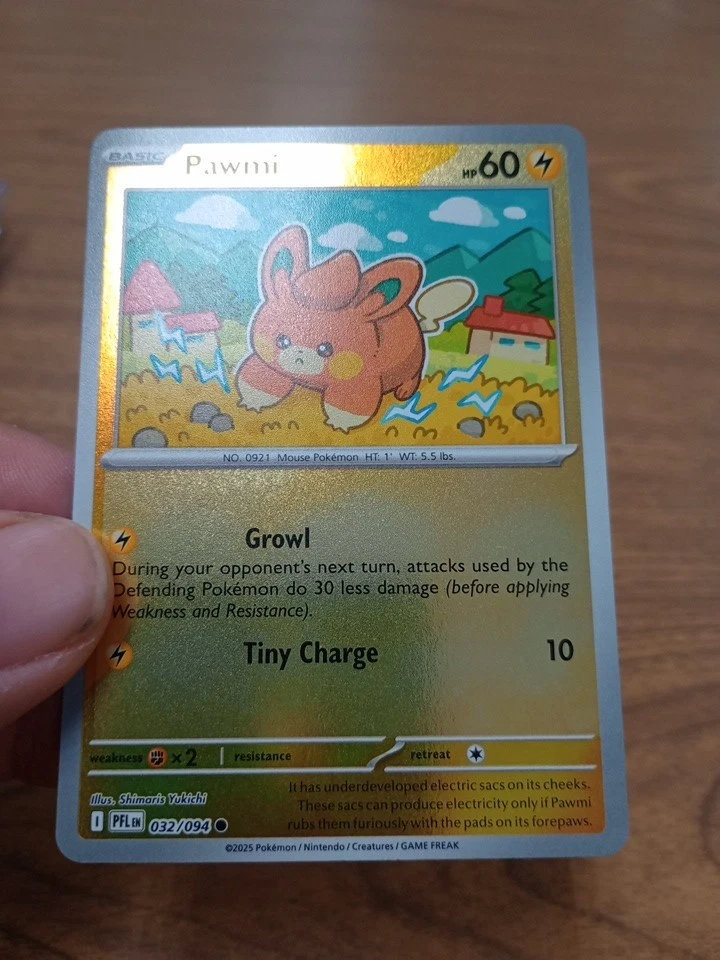 BASIC Pawmi HP 60
NO. 0921 Mouse Pokémon HT: 1' WT: 5.5 lbs.
Growl
During your opponent's next turn, attacks used by the
Defending Pokémon do 30 less damage (before applying
Weakness and Resistance).
Tiny Charge 10
weakness ×2 resistance retreat
Illus. Shimaris Yukichi
It has underdeveloped electric sacs on its cheeks.
These sacs can produce electricity only if Pawmi
rubs them furiously with the pads on its forepaws.
I PFL EN 032/094
©2025 Pokémon / Nintendo / Creatures / GAME FREAK